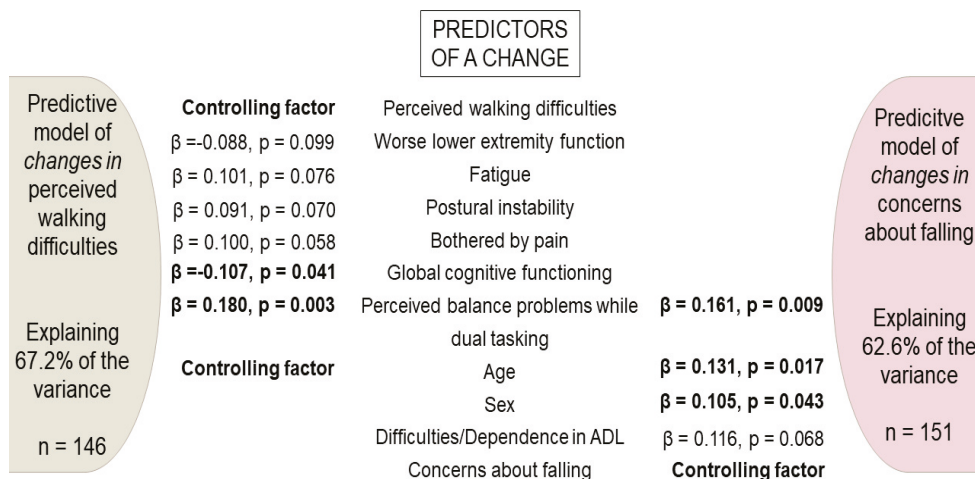 PREDICTORS
OF A CHANGE
Predictive
model of
changes in
perceived
walking
difficulties
Explaining
67.2% of the
variance
n = 146
Controlling factor
β =-0.088, p = 0.099
β = 0.101, p = 0.076
β = 0.091, p = 0.070
β = 0.100, p = 0.058
β =-0.107, p = 0.041
β = 0.180, p = 0.003
Controlling factor
Perceived walking difficulties
Worse lower extremity function
Fatigue
Postural instability
Bothered by pain
Global cognitive functioning
Perceived balance problems while
dual tasking
Age
Sex
Difficulties/Dependence in ADL
Concerns about falling
β = 0.161, p = 0.009
β = 0.131, p = 0.017
β = 0.105, p = 0.043
β = 0.116, p = 0.068
Controlling factor
Predicitve
model of
changes in
concerns
about falling
Explaining
62.6% of the
variance
n = 151